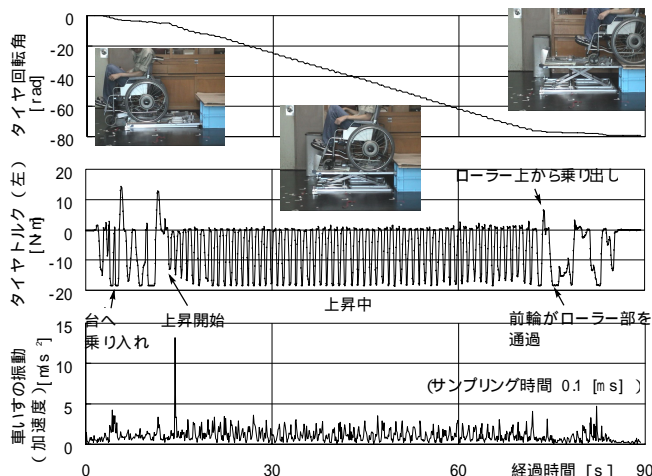 タイヤ回転角
[rad]
0
-20
-40
-60
-80
タイヤトルク（左）
[N·m]
20
10
0
-10
-20
ローラー上から乗り出し
台へ
乗り入れ
上昇開始
上昇中
前輪がローラー部を
通過
車いすの振動
（加速度）[m/s²]
15
10
5
0
(サンプリング時間 0.1 [ms] )
0
30
60
経過時間 [s]
90